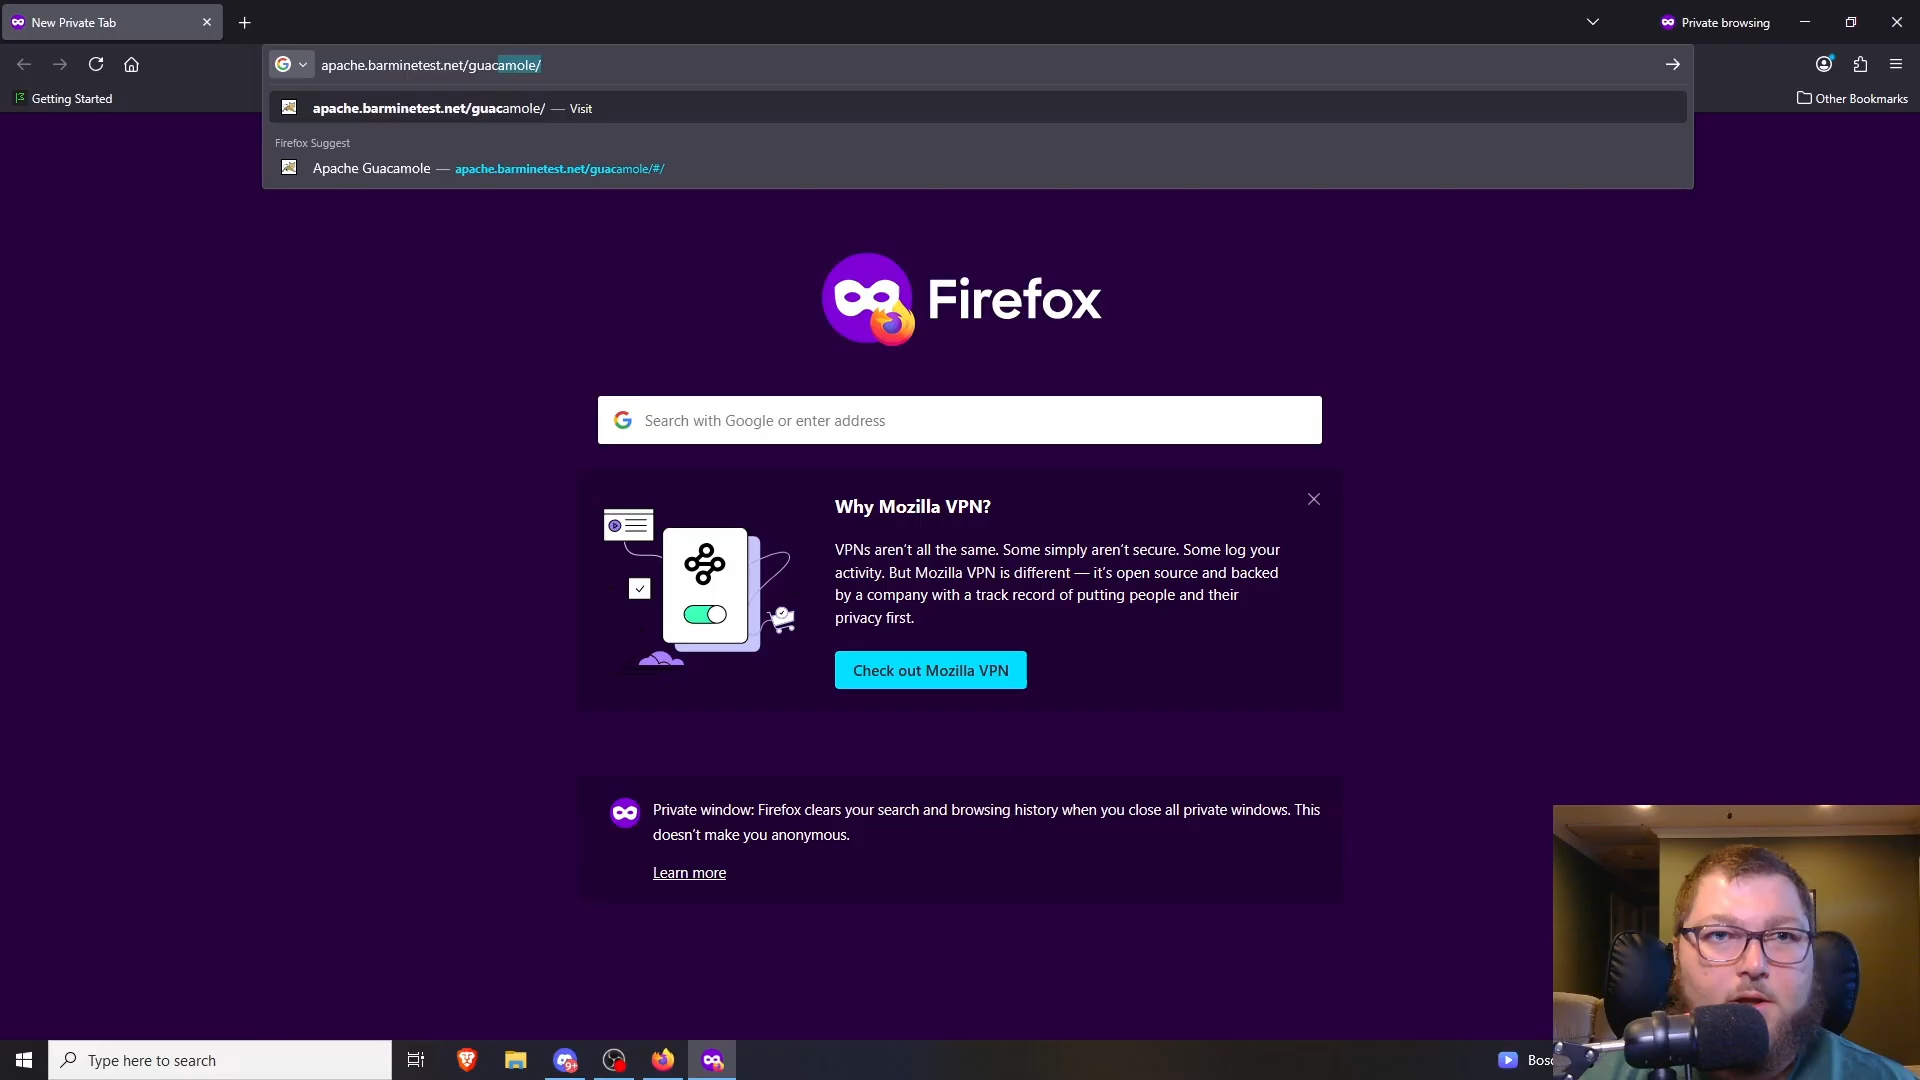 New Private Tab
Private browsing
apache.barminetest.net/guacamole/
Getting Started
Other Bookmarks
apache.barminetest.net/guacamole/ — Visit
Firefox Suggest
Apache Guacamole — apache.barminetest.net/guacamole/#/
Firefox
Search with Google or enter address
Why Mozilla VPN?
VPNs aren’t all the same. Some simply aren’t secure. Some log your
activity. But Mozilla VPN is different — it’s open source and backed
by a company with a track record of putting people and their
privacy first.
Check out Mozilla VPN
Private window: Firefox clears your search and browsing history when you close all private windows. This
doesn’t make you anonymous.
Learn more
Type here to search
9+